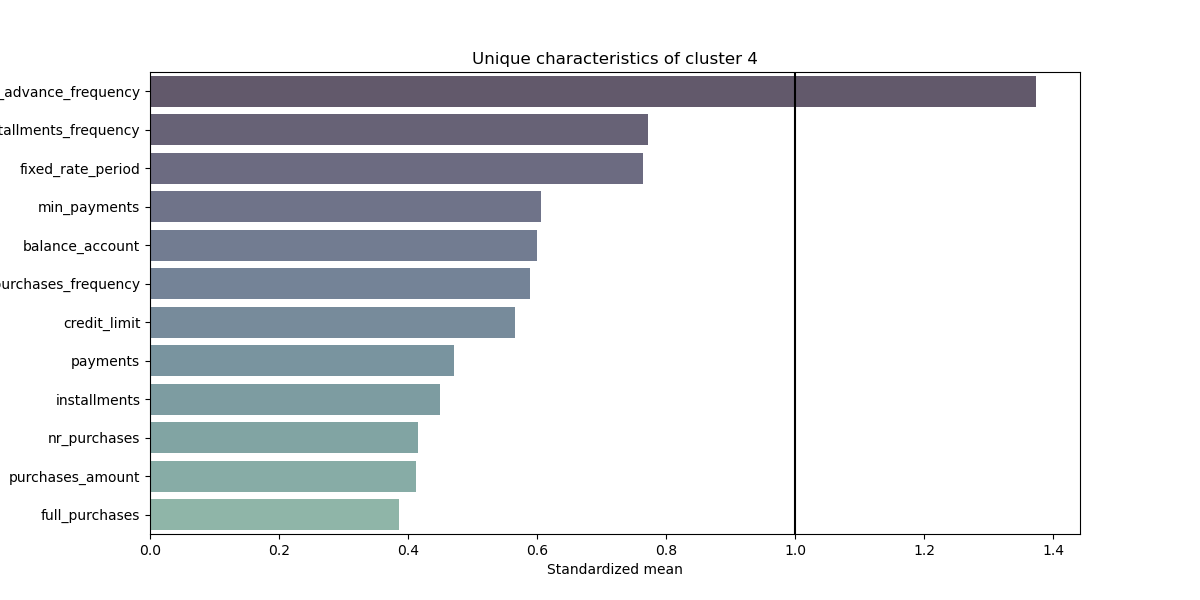 Unique characteristics of cluster 4
_advance_frequency
tallments_frequency
fixed_rate_period
min_payments
balance_account
urchases_frequency
credit_limit
payments
installments
nr_purchases
purchases_amount
full_purchases
0.0 0.2 0.4 0.6 0.8 1.0 1.2 1.4
Standardized mean